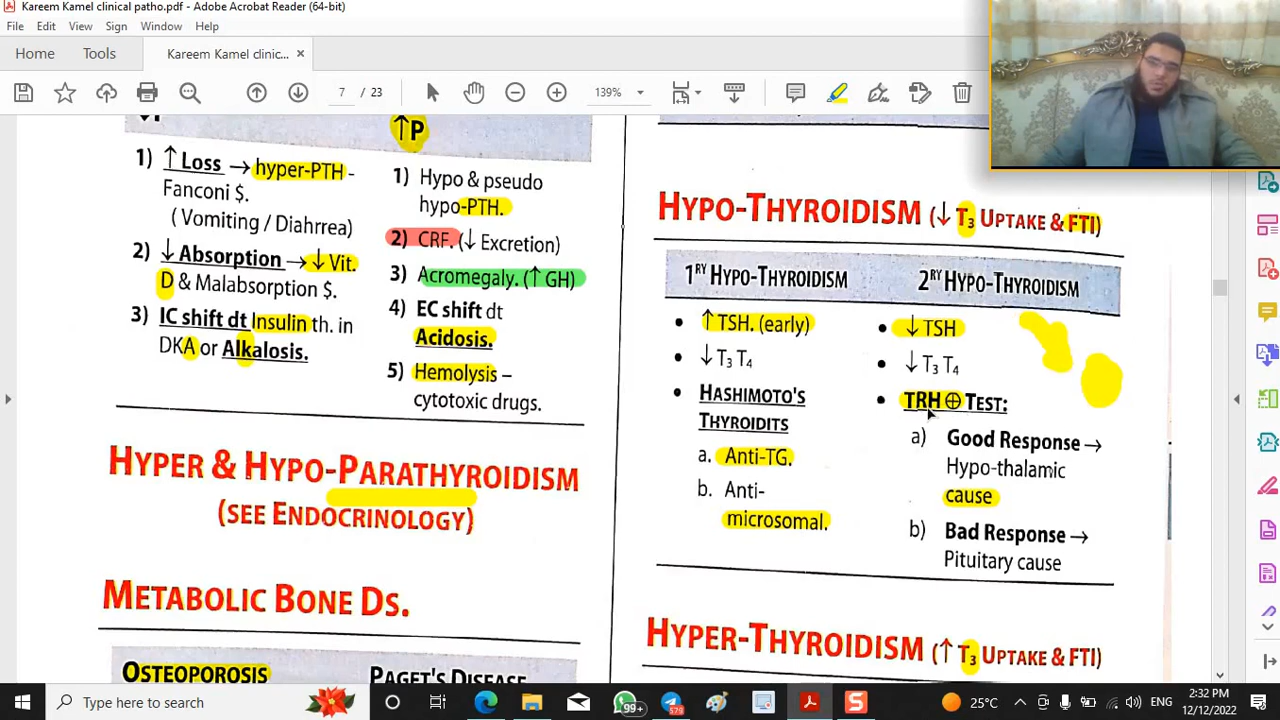 Kareem Kamel clinical patho.pdf - Adobe Acrobat Reader (64-bit)
File Edit View Sign Window Help
Home Tools Kareem Kamel clinic... ×
7 / 23 139%
↑P
1) ↑ Loss → hyper-PTH -
Fanconi $.
( Vomiting / Diahrrea)
2) ↓ Absorption → ↓ Vit.
D & Malabsorption $.
3) IC shift dt Insulin th. in
DKA or Alkalosis.
1) Hypo & pseudo
hypo-PTH.
2) CRF. (↓ Excretion)
3) Acromegaly. (↑ GH)
4) EC shift dt
Acidosis.
5) Hemolysis –
cytotoxic drugs.
HYPER & HYPO-PARATHYROIDISM
(SEE ENDOCRINOLOGY)
METABOLIC BONE DS.
OSTEOPOROSIS PAGET'S DISEASE
HYPO-THYROIDISM (↓ T3 UPTAKE & FTI)
1RY HYPO-THYROIDISM 2RY HYPO-THYROIDISM
• ↑ TSH. (early)
• ↓ T3 T4
• HASHIMOTO'S
THYROIDITS
a. Anti-TG.
b. Anti-
microsomal.
• ↓ TSH
• ↓ T3 T4
• TRH ⊕ TEST:
a) Good Response →
Hypo-thalamic
cause
b) Bad Response →
Pituitary cause
HYPER-THYROIDISM (↑ T3 UPTAKE & FTI)
Type here to search
99+
578
25°C
ENG
2:32 PM
12/12/2022